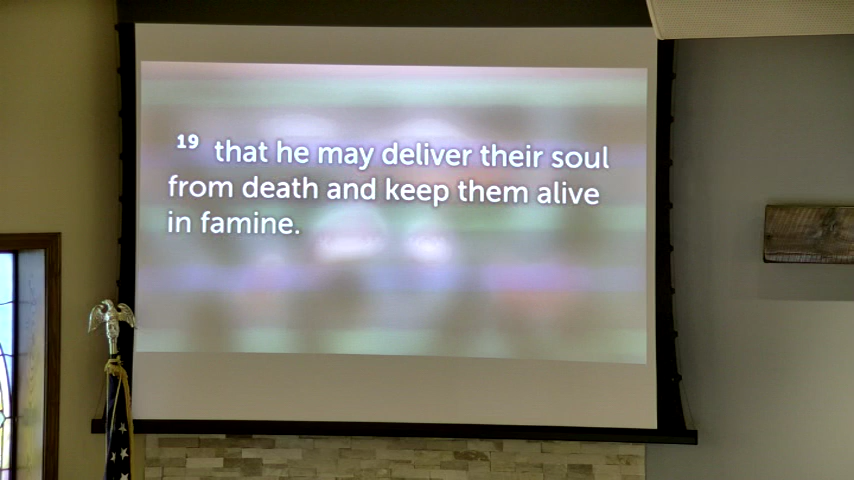 19 that he may deliver their soul
from death and keep them alive
in famine.